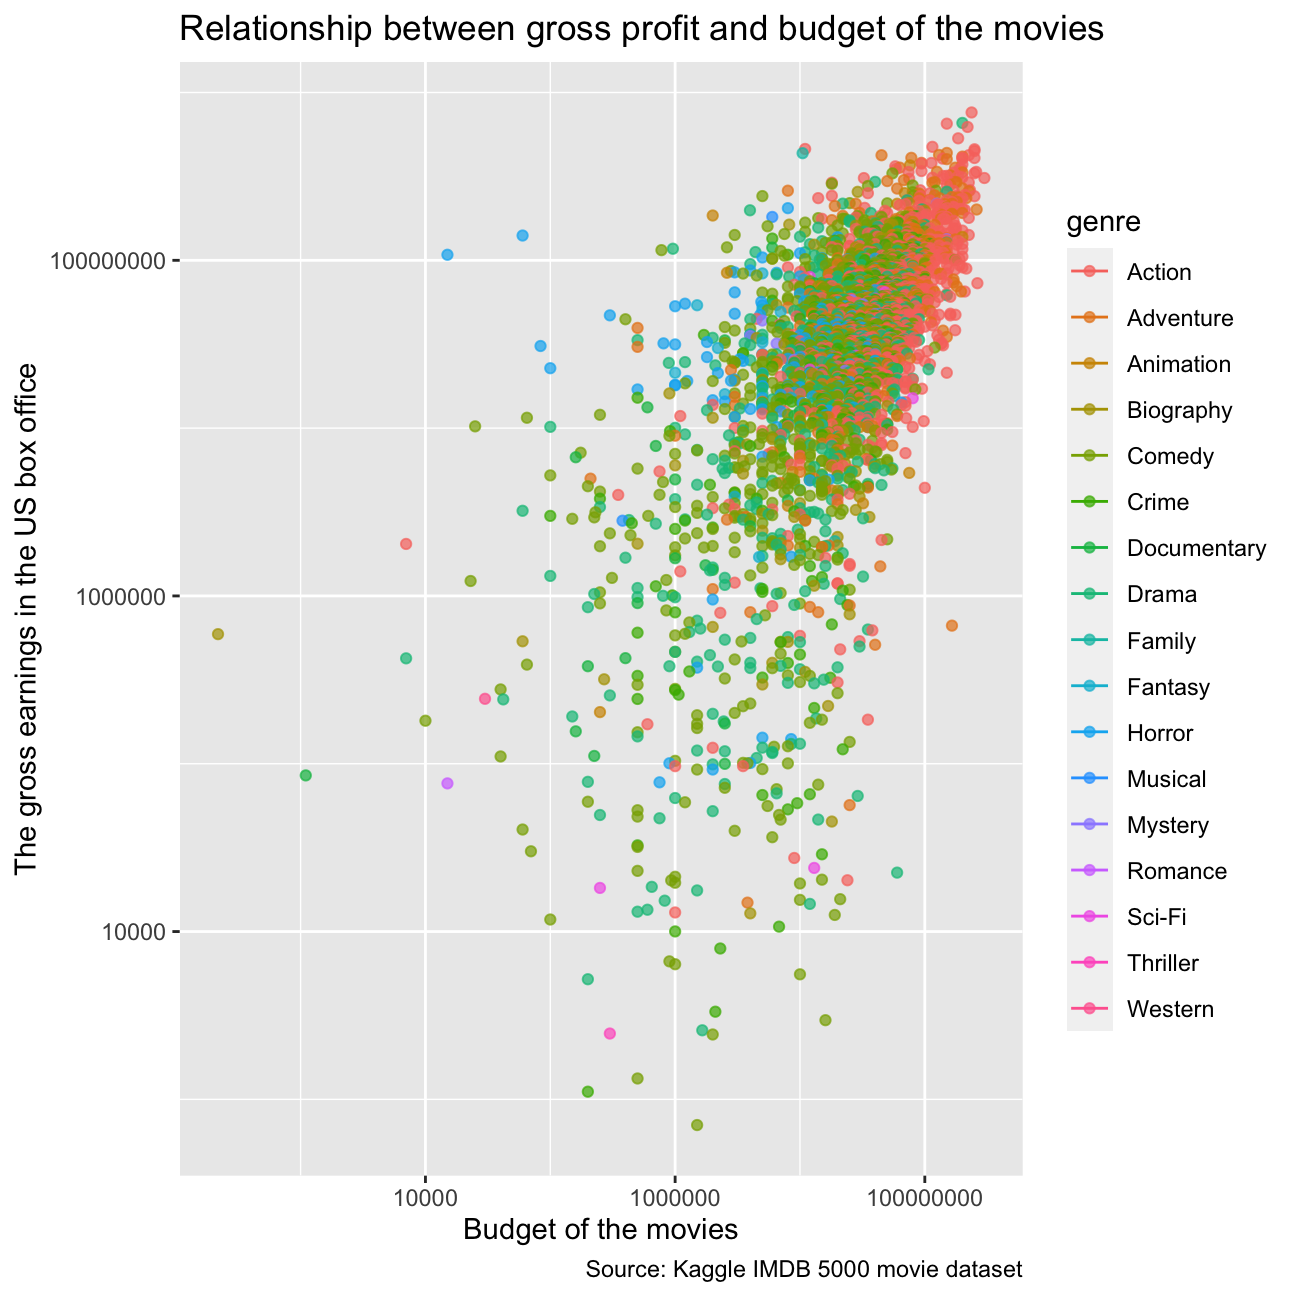 Relationship between gross profit and budget of the movies
The gross earnings in the US box office
100000000
1000000
10000
10000
1000000
100000000
Budget of the movies
Source: Kaggle IMDB 5000 movie dataset
genre
Action
Adventure
Animation
Biography
Comedy
Crime
Documentary
Drama
Family
Fantasy
Horror
Musical
Mystery
Romance
Sci-Fi
Thriller
Western